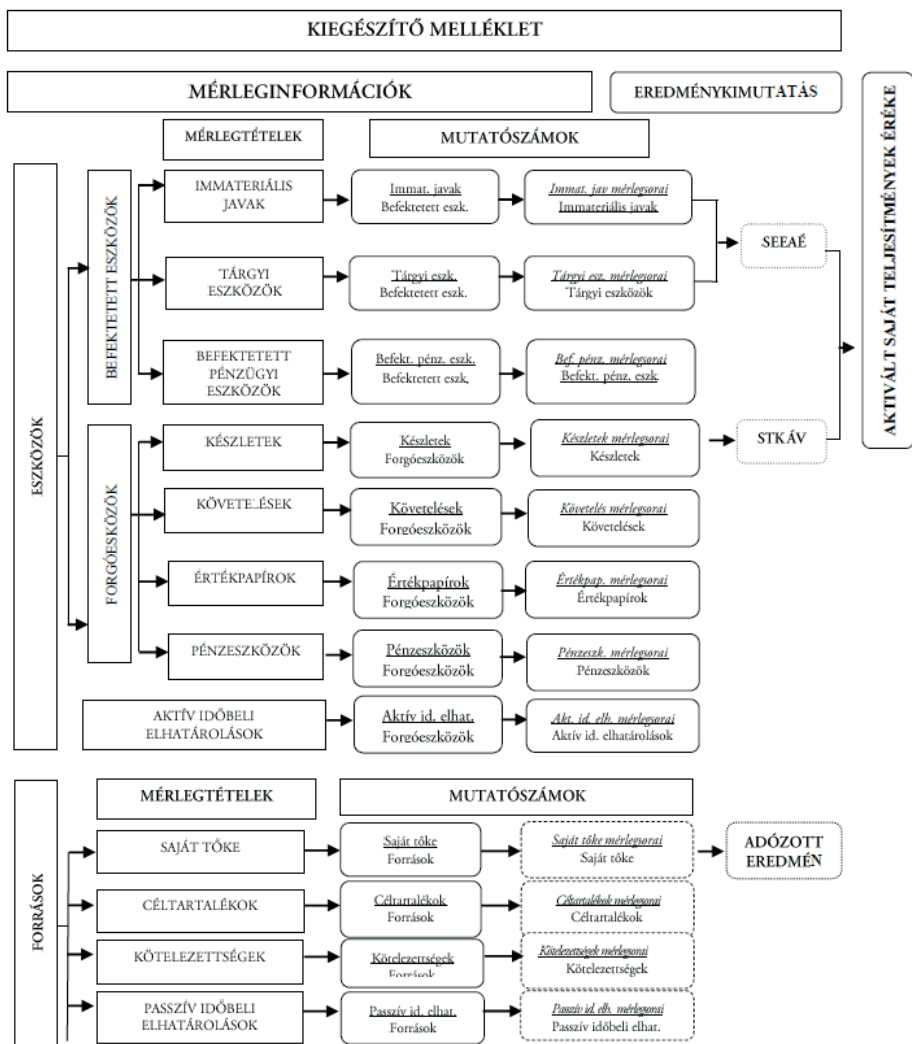 KIEGÉSZÍTŐ MELLÉKLET
MÉRLEGINFORMÁCIÓK
EREDMÉNYKIMUTATÁS
AKTIVÁLT SAJÁT TELJESÍTMÉNYEK ÉRÉKE
MÉRLEGTÉTELEK
MUTATÓSZÁMOK
ESZKÖZÖK
BEFEKTETETT ESZKÖZÖK
IMMATERIÁLIS
JAVAK
Immat. javak
Befektetett eszk.
Immat. jav mérlegsorai
Immateriális javak
SEEAÉ
TÁRGYI
ESZKÖZÖK
Tárgyi eszk.
Befektetett eszk.
Tárgyi esz. mérlegsorai
Tárgyi eszközök
BEFEKTETETT
PÉNZÜGYI
ESZKÖZÖK
Befekt. pénz. eszk.
Befektetett eszk.
Bef. pénz. mérlegsorai
Befekt. pénz. eszk.
FORGÓESKÖZÖK
KÉSZLETEK
Készletek
Forgóeszközök
Készletek mérlegsorai
Készletek
STKÁV
KÖVETELÉSEK
Követelések
Forgóeszközök
Követelés mérlegsorai
Követelések
ÉRTÉKPAPÍROK
Értékpapírok
Forgóeszközök
Értékpap. mérlegsorai
Értékpapírok
PÉNZESZKÖZÖK
Pénzeszközök
Forgóeszközök
Pénzeszk. mérlegsorai
Pénzeszközök
AKTÍV IDŐBELI
ELHATÁROLÁSOK
Aktív id. elhat.
Forgóeszközök
Akt. id. elh. mérlegsorai
Aktív id. elhatárolások
MÉRLEGTÉTELEK
MUTATÓSZÁMOK
FORRÁSOK
SAJÁT TŐKE
Saját tőke
Források
Saját tőke mérlegsorai
Saját tőke
ADÓZOTT
EREDMÉN
CÉLTARTALÉKOK
Céltartalékok
Források
Céltartalékok mérlegsorai
Céltartalékok
KÖTELEZETTSÉGEK
Kötelezettségek
Források
Kötelezettségek mérlegsorai
Kötelezettségek
PASSZÍV IDŐBELI
ELHATÁROLÁSOK
Passzív id. elhat.
Források
Passzív id. elh. mérlegsorai
Passzív időbeli elhat.